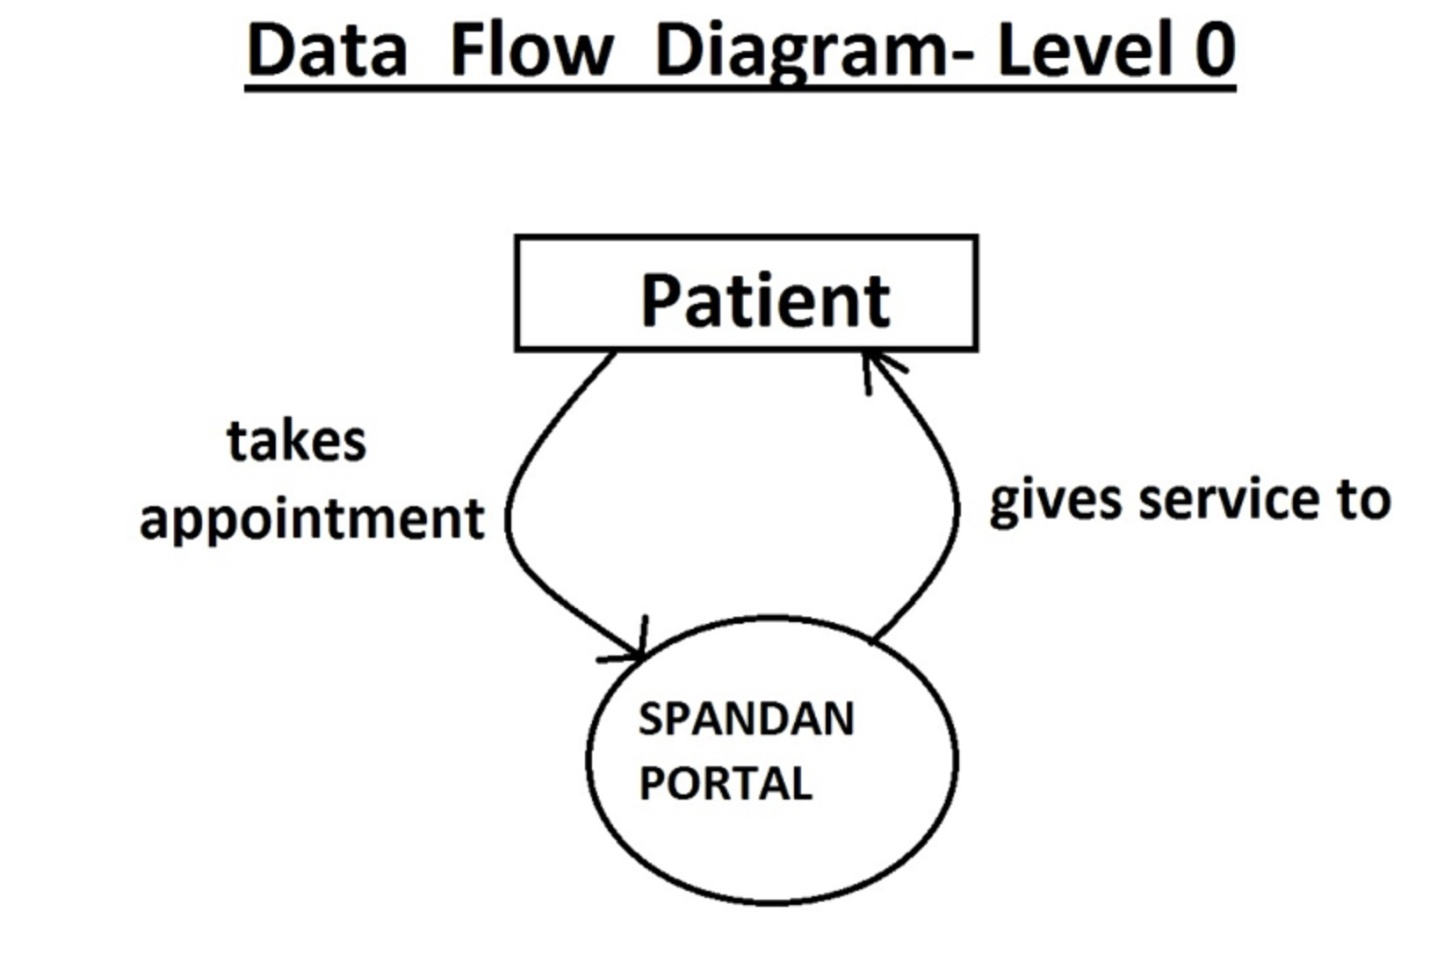 Data Flow Diagram- Level 0
Patient
takes
appointment
gives service to
SPANDAN
PORTAL